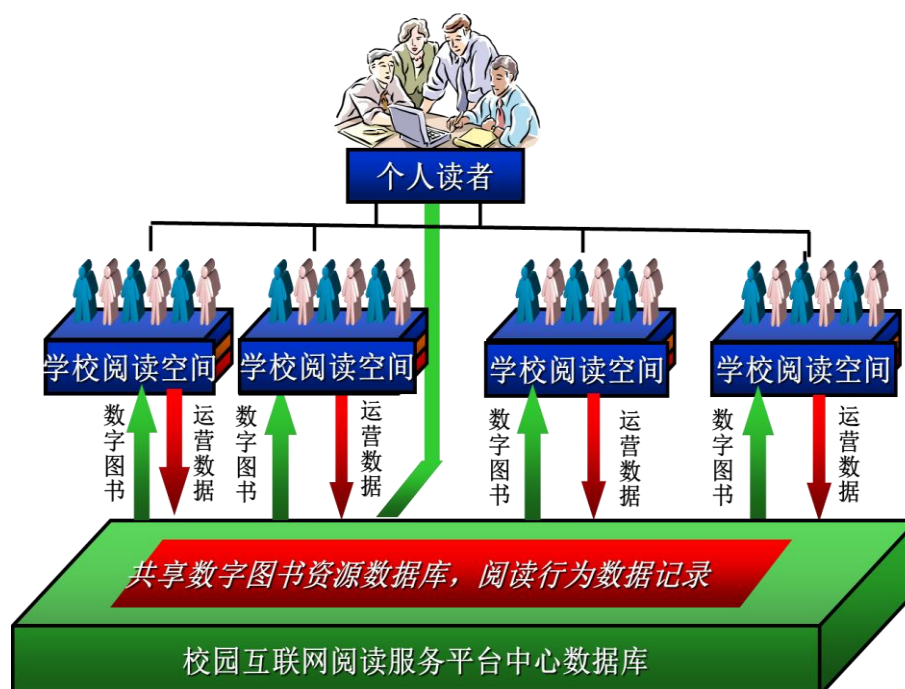 个人读者
学校阅读空间
学校阅读空间
学校阅读空间
学校阅读空间
数字图书
运营数据
数字图书
运营数据
数字图书
运营数据
数字图书
运营数据
共享数字图书资源数据库，阅读行为数据记录
校园互联网阅读服务平台中心数据库